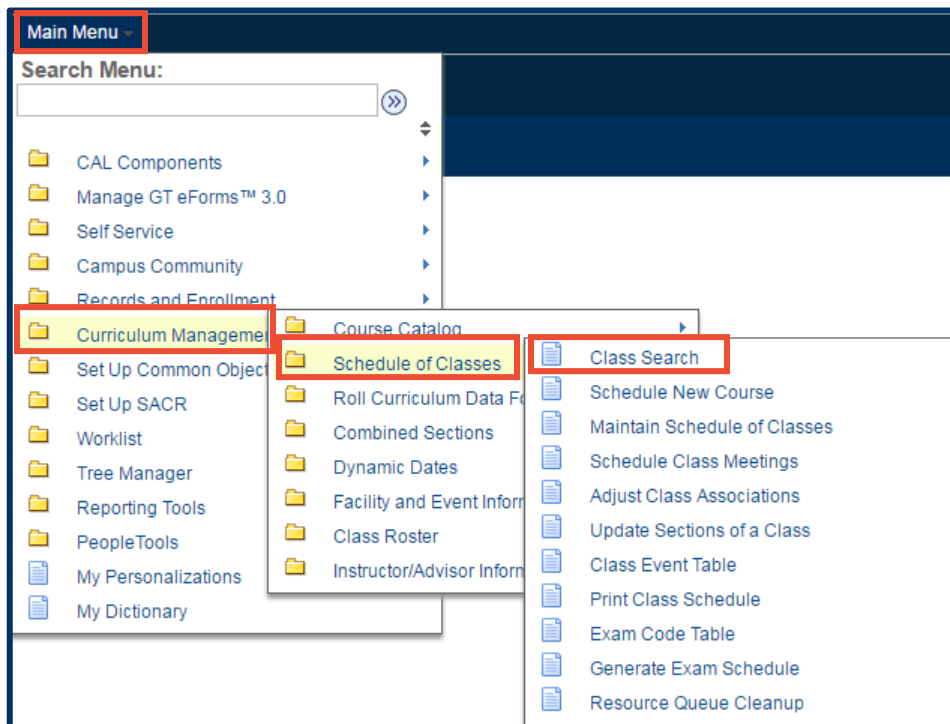 Main Menu
Search Menu:
CAL Components
Manage GT eForms™ 3.0
Self Service
Campus Community
Records and Enrollment
Curriculum Managemen
Set Up Common Object
Set Up SACR
Worklist
Tree Manager
Reporting Tools
PeopleTools
My Personalizations
My Dictionary
Course Catalog
Schedule of Classes
Roll Curriculum Data Fo
Combined Sections
Dynamic Dates
Facility and Event Inform
Class Roster
Instructor/Advisor Inform
Class Search
Schedule New Course
Maintain Schedule of Classes
Schedule Class Meetings
Adjust Class Associations
Update Sections of a Class
Class Event Table
Print Class Schedule
Exam Code Table
Generate Exam Schedule
Resource Queue Cleanup